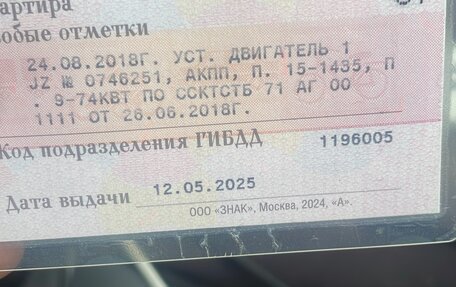 артира
собые отметки
24.08.2018Г. УСТ. ДВИГАТЕЛЬ 1
JZ № 0746251, АКПП, П. 15-1435, П
. 9-74КВТ ПО ССКТСТБ 71 АГ 00
1111 ОТ 26.06.2018Г.
Код подразделения ГИБДД 1196005
Дата выдачи 12.05.2025
ООО «ЗНАК», Москва, 2024, «А».